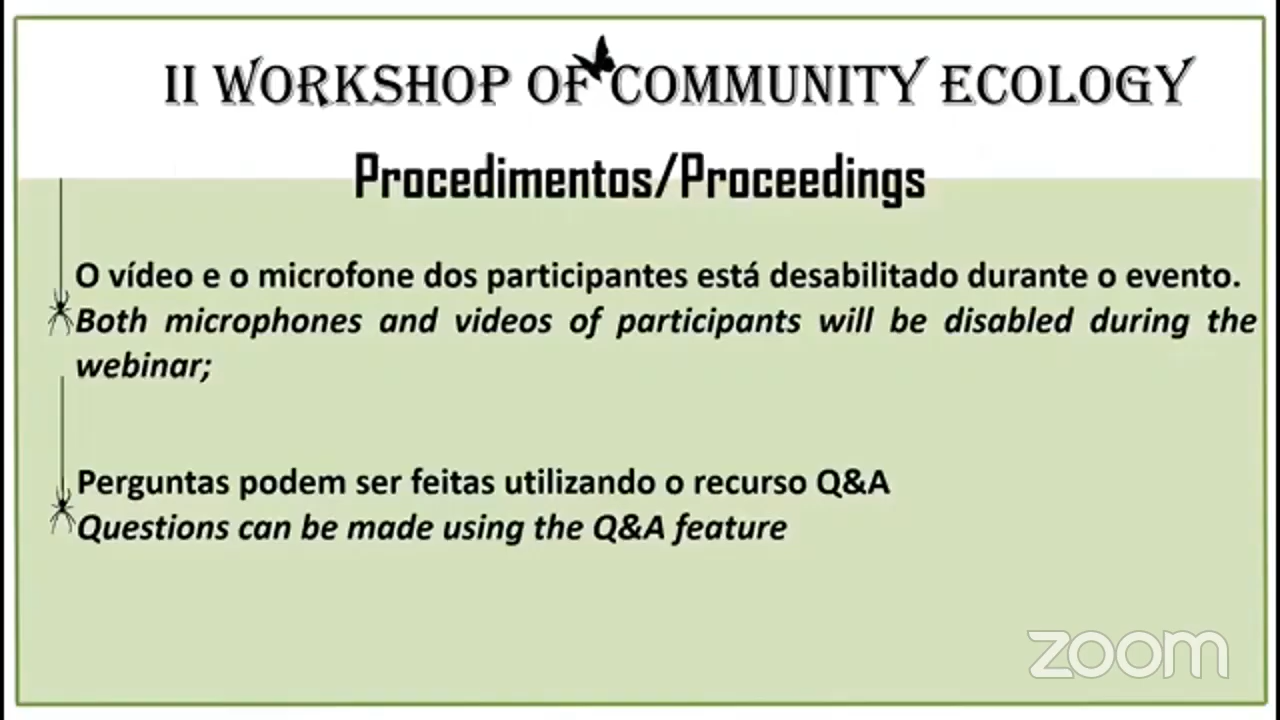 II WORKSHOP OF COMMUNITY ECOLOGY
Procedimentos/Proceedings
O vídeo e o microfone dos participantes está desabilitado durante o evento.
Both microphones and videos of participants will be disabled during the
webinar;
Perguntas podem ser feitas utilizando o recurso Q&A
Questions can be made using the Q&A feature
zoom